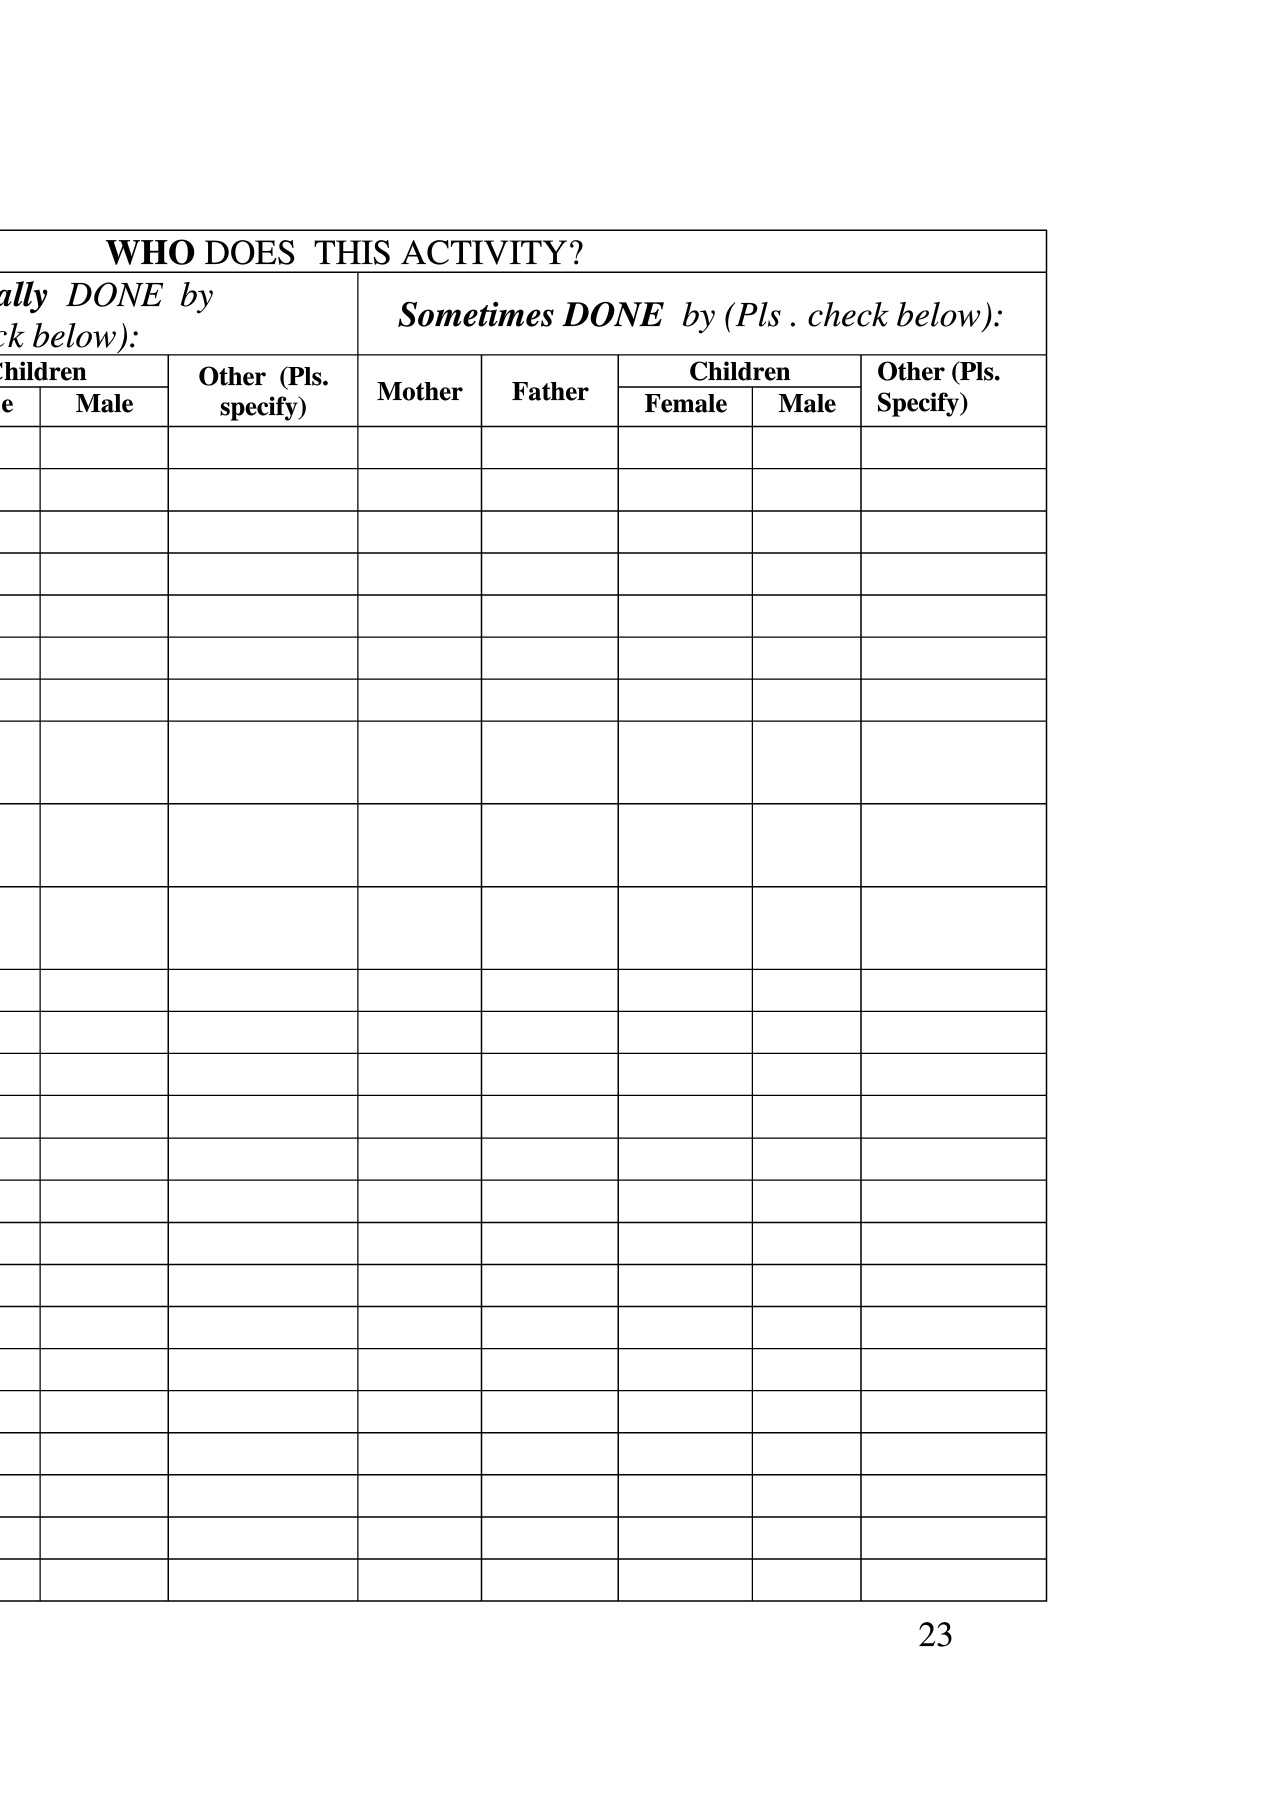 WHO DOES  THIS ACTIVITY?
ally  DONE  by
ck below):
Sometimes DONE  by (Pls . check below):
Children
Other  (Pls.
specify)
Mother
Father
Children
Other (Pls.
Specify)
e
Male
Female
Male
23